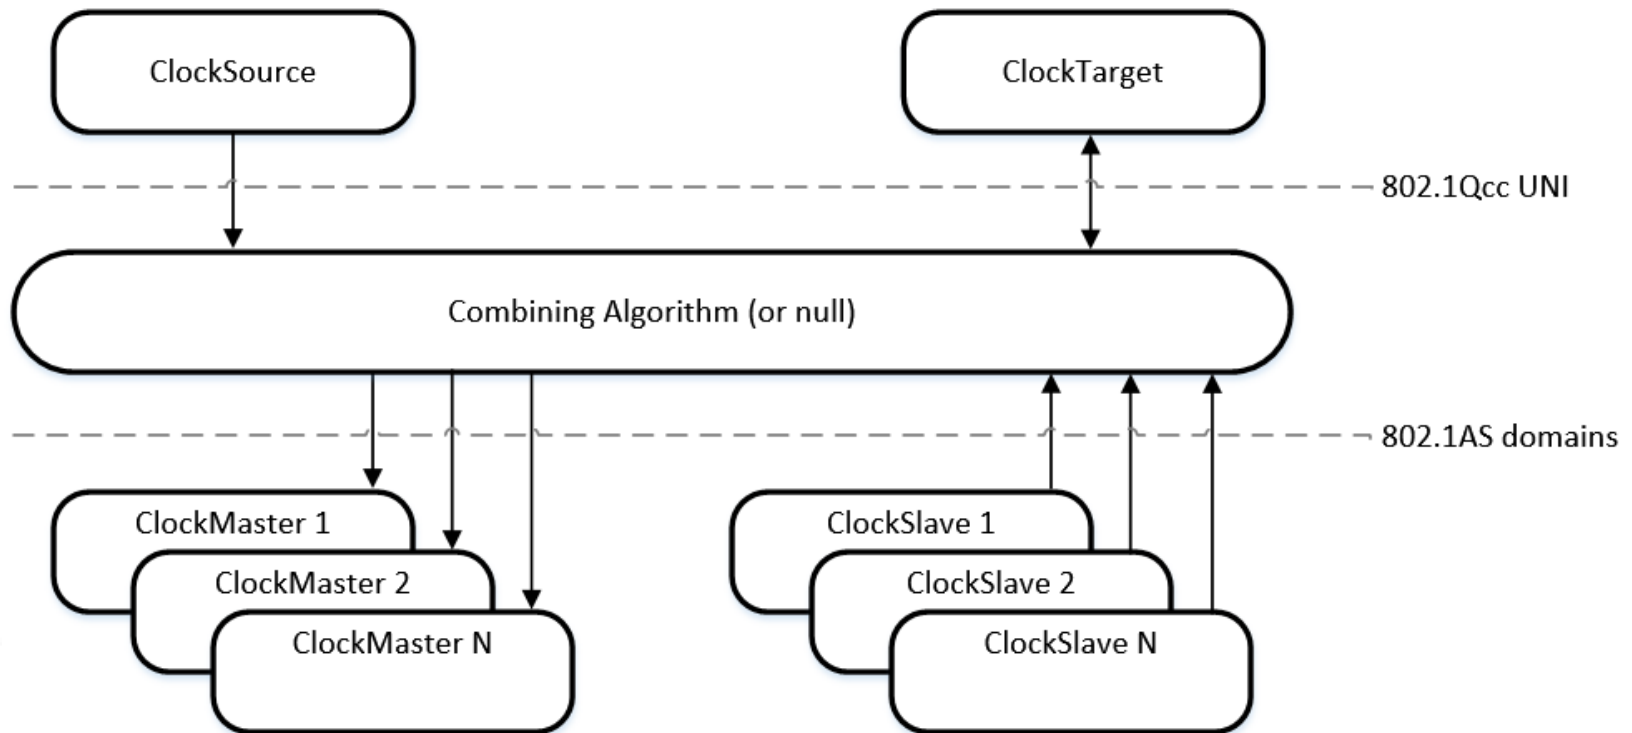 ClockSource
ClockTarget
802.1Qcc UNI
Combining Algorithm (or null)
802.1AS domains
ClockMaster 1
ClockSlave 1
ClockMaster 2
ClockSlave 2
ClockMaster N
ClockSlave N